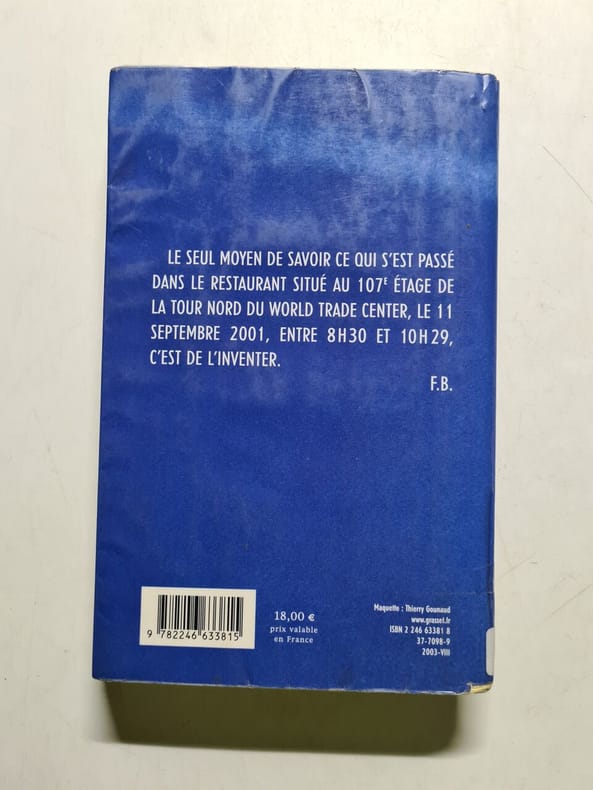 LE SEUL MOYEN DE SAVOIR CE QUI S'EST PASSÉ
DANS LE RESTAURANT SITUÉ AU 107E ÉTAGE DE
LA TOUR NORD DU WORLD TRADE CENTER, LE 11
SEPTEMBRE 2001, ENTRE 8H30 ET 10H29,
C'EST DE L'INVENTER.
F.B.
9 782246 633815
18,00 €
prix valable
en France
Maquette : Thierry Gounaud
www.grasset.fr
ISBN 2 246 63381 8
37-7098-9
2003-VIII